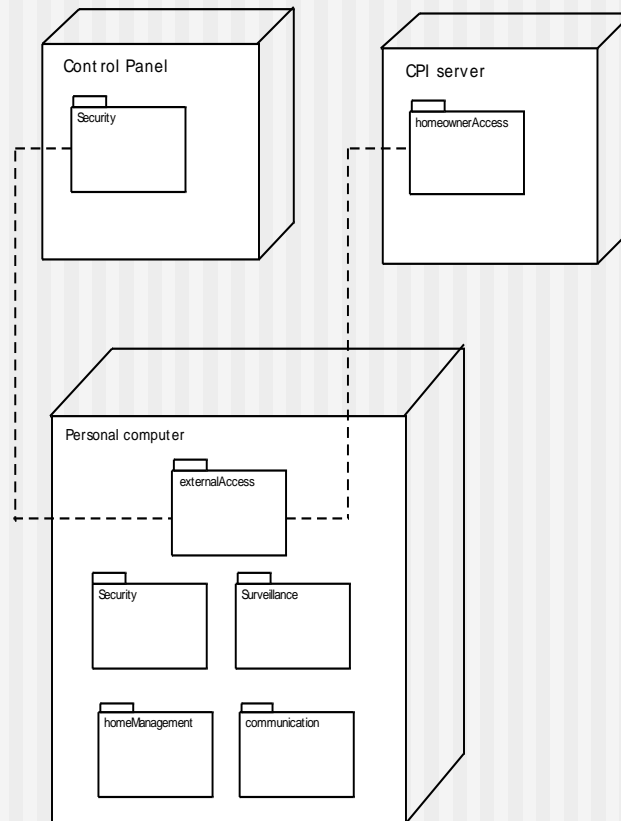 Control Panel
Security
CPI server
homeownerAccess
Personal computer
externalAccess
Security
Surveillance
homeManagement
communication